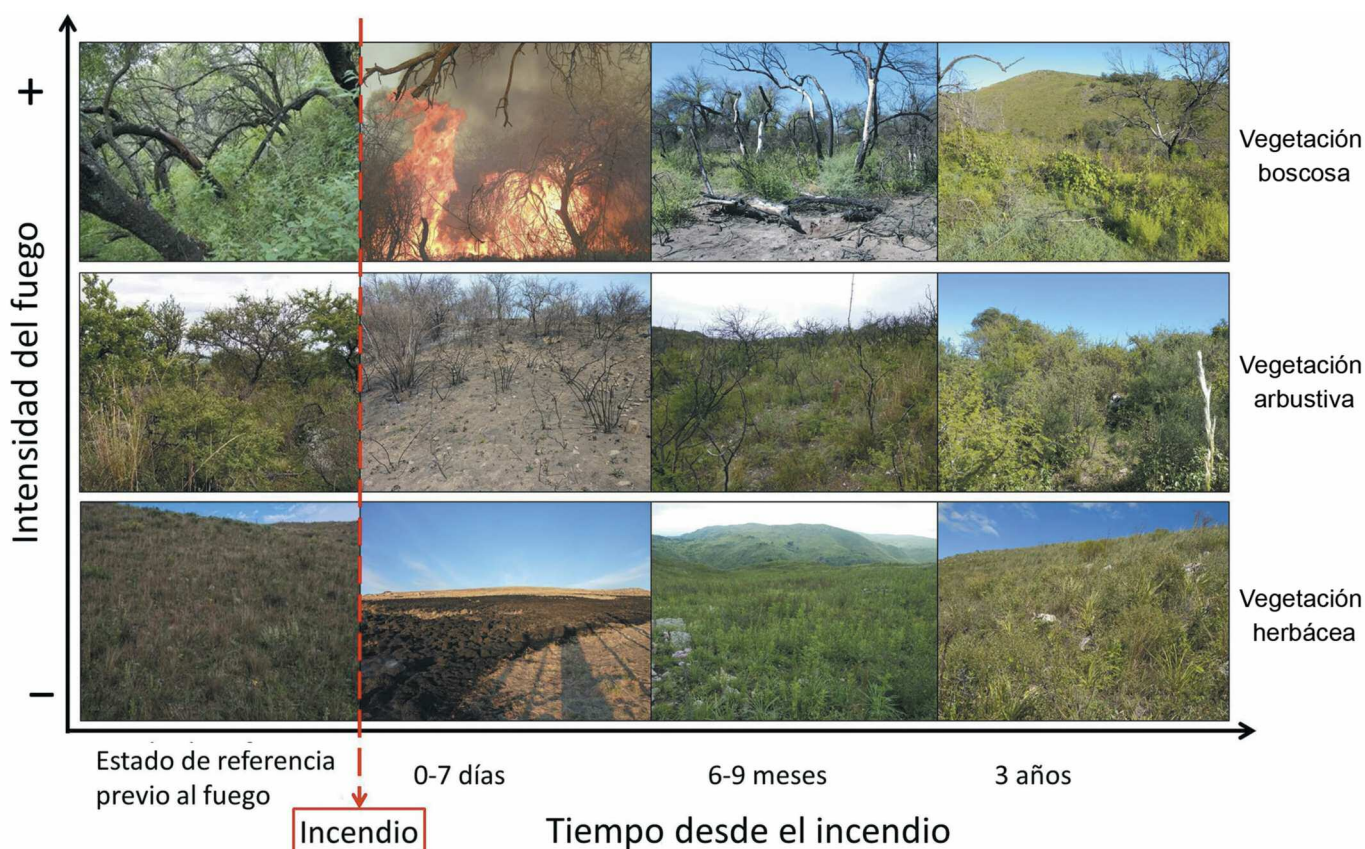 +
Intensidad del fuego
−
Vegetación
boscosa
Vegetación
arbustiva
Vegetación
herbácea
Estado de referencia
previo al fuego
0-7 días
6-9 meses
3 años
Incendio
Tiempo desde el incendio